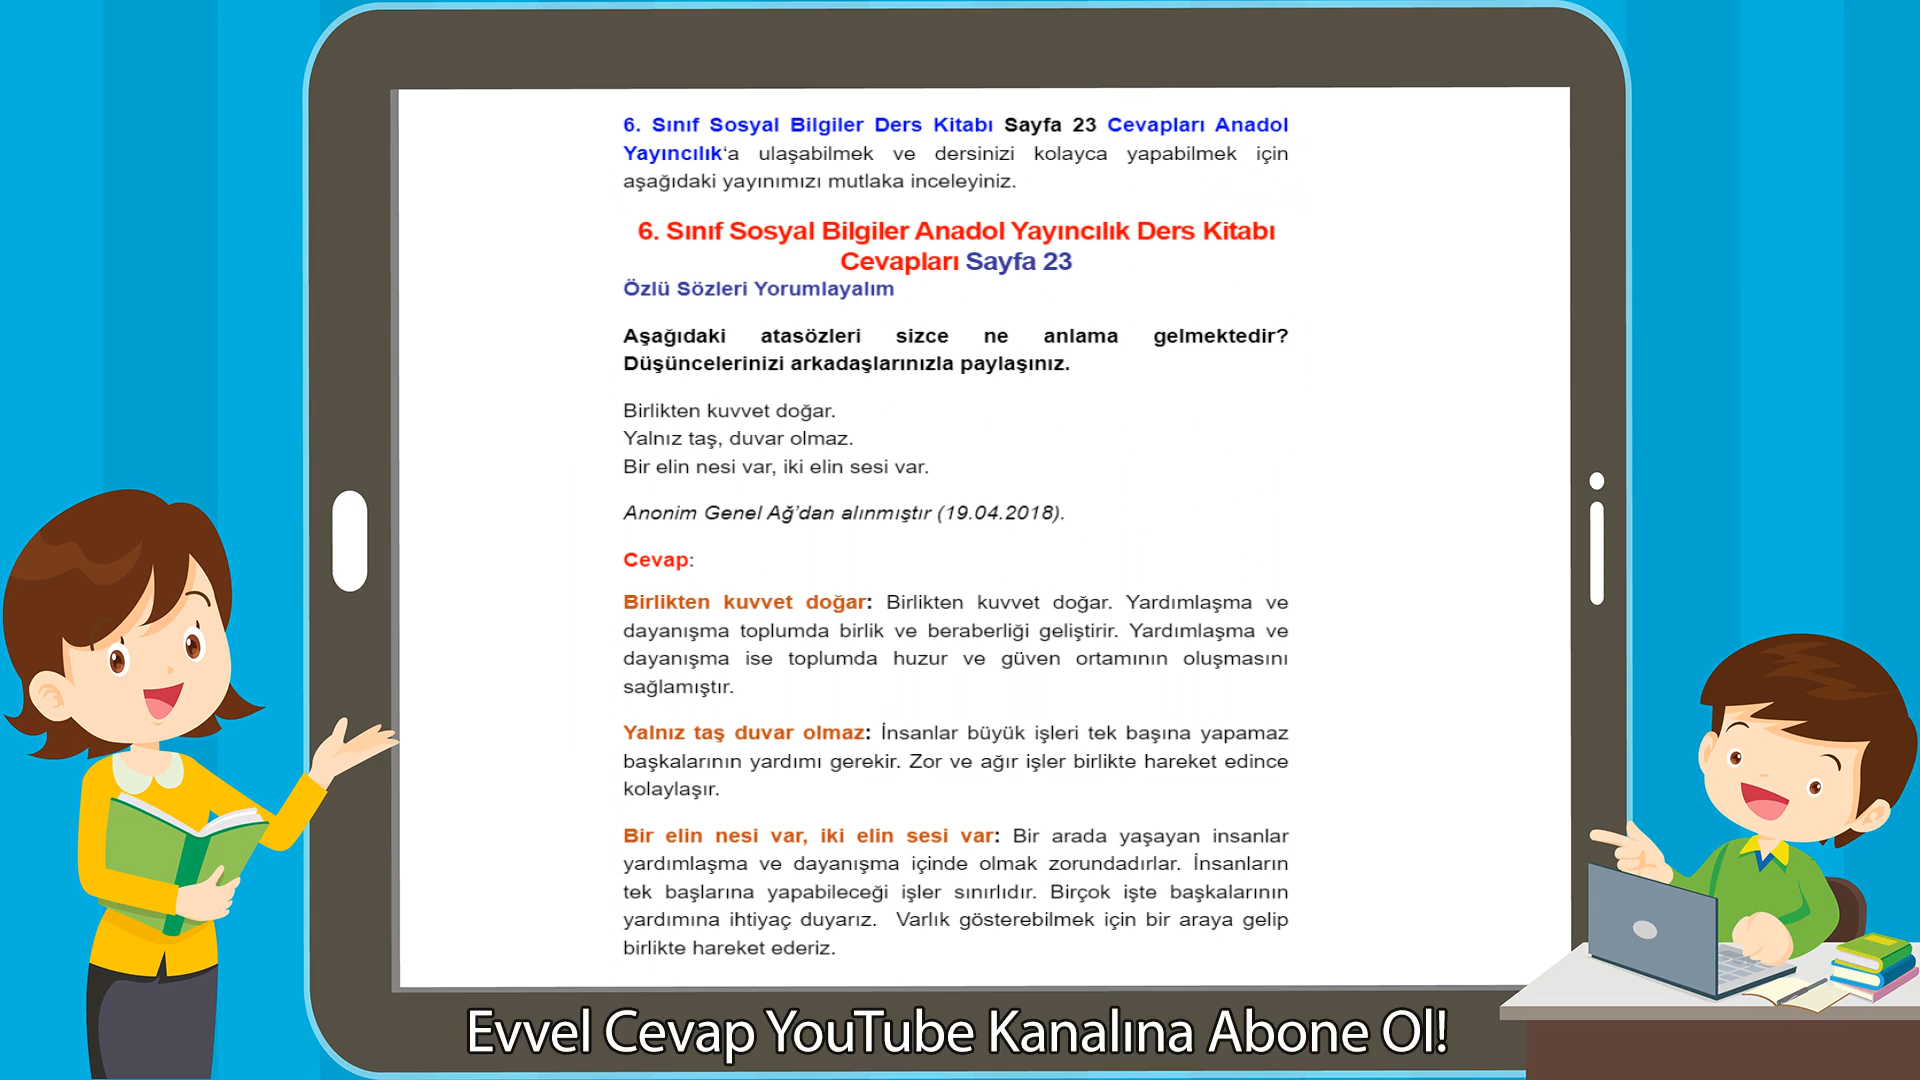 6. Sınıf Sosyal Bilgiler Ders Kitabı Sayfa 23 Cevapları Anadol
Yayıncılık‘a ulaşabilmek ve dersinizi kolayca yapabilmek için
aşağıdaki yayınımızı mutlaka inceleyiniz.
6. Sınıf Sosyal Bilgiler Anadol Yayıncılık Ders Kitabı
Cevapları Sayfa 23
Özlü Sözleri Yorumlayalım
Aşağıdaki atasözleri sizce ne anlama gelmektedir?
Düşüncelerinizi arkadaşlarınızla paylaşınız.
Birlikten kuvvet doğar.
Yalnız taş, duvar olmaz.
Bir elin nesi var, iki elin sesi var.
Anonim Genel Ağ’dan alınmıştır (19.04.2018).
Cevap:
Birlikten kuvvet doğar: Birlikten kuvvet doğar. Yardımlaşma ve
dayanışma toplumda birlik ve beraberliği geliştirir. Yardımlaşma ve
dayanışma ise toplumda huzur ve güven ortamının oluşmasını
sağlamıştır.
Yalnız taş duvar olmaz: İnsanlar büyük işleri tek başına yapamaz
başkalarının yardımı gerekir. Zor ve ağır işler birlikte hareket edince
kolaylaşır.
Bir elin nesi var, iki elin sesi var: Bir arada yaşayan insanlar
yardımlaşma ve dayanışma içinde olmak zorundadırlar. İnsanların
tek başlarına yapabileceği işler sınırlıdır. Birçok işte başkalarının
yardımına ihtiyaç duyarız. Varlık gösterebilmek için bir araya gelip
birlikte hareket ederiz.
Evvel Cevap YouTube Kanalına Abone Ol!